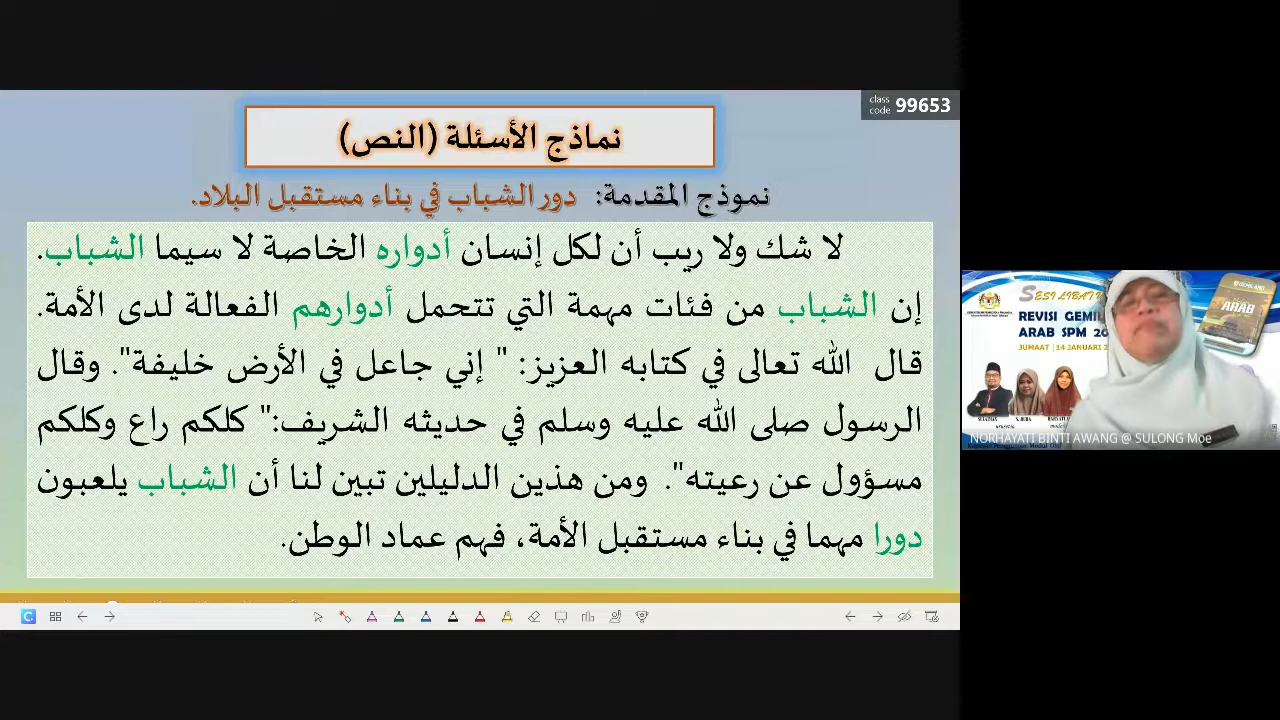 class code 99653
نماذج الأسئلة (النص)
نموذج المقدمة: دور الشباب في بناء مستقبل البلاد.
لا شك ولا ريب أن لكل إنسان أدواره الخاصة لا سيما الشباب.
إن الشباب من فئات مهمة التي تتحمل أدوارهم الفعالة لدى الأمة.
قال الله تعالى في كتابه العزيز: " إني جاعل في الأرض خليفة". وقال
الرسول صلى الله عليه وسلم في حديثه الشريف:" كلكم راع وكلكم
مسؤول عن رعيته". ومن هذين الدليلين تبين لنا أن الشباب يلعبون
دورا مهما في بناء مستقبل الأمة، فهم عماد الوطن.
SESI LIBAT
REVISI GEMIL
ARAB SPM 20
JUMAAT | 14 JANUARI 2
ARAB
NORHAYATI BINTI AWANG @ SULONG Moe